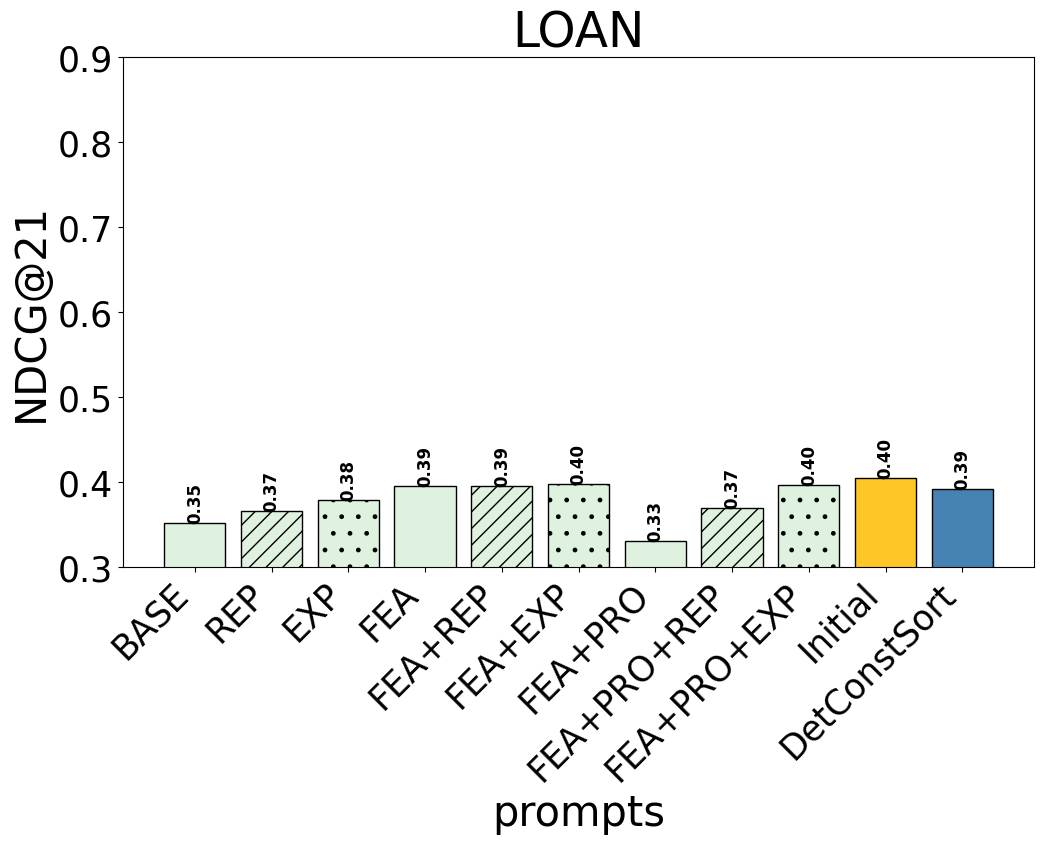 LOAN
NDCG@21
0.9
0.8
0.7
0.6
0.5
0.4
0.3
0.35
0.37
0.38
0.39
0.39
0.40
0.33
0.37
0.40
0.40
0.39
BASE
REP
EXP
FEA
FEA+REP
FEA+EXP
FEA+PRO
FEA+PRO+REP
FEA+PRO+EXP
Initial
DetConstSort
prompts